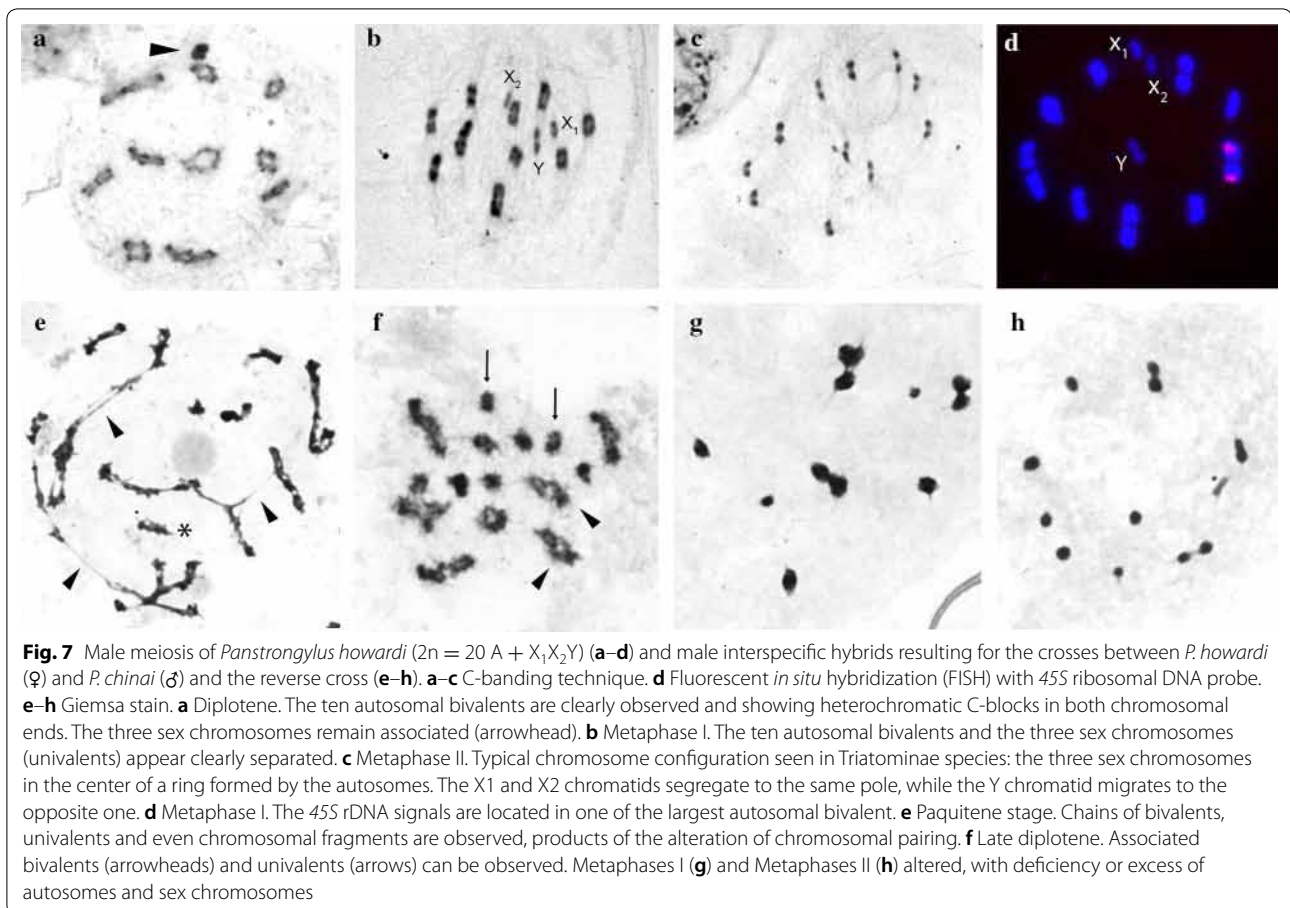 a
b
c
d
X₂
X₁
Y
X₁
X₂
Y
e
f
g
h
*
Fig. 7 Male meiosis of Panstrongylus howardi (2n = 20 A + X₁X₂Y) (a–d) and male interspecific hybrids resulting for the crosses between P. howardi
(♀) and P. chinai (♂) and the reverse cross (e–h). a–c C-banding technique. d Fluorescent in situ hybridization (FISH) with 45S ribosomal DNA probe.
e–h Giemsa stain. a Diplotene. The ten autosomal bivalents are clearly observed and showing heterochromatic C-blocks in both chromosomal
ends. The three sex chromosomes remain associated (arrowhead). b Metaphase I. The ten autosomal bivalents and the three sex chromosomes
(univalents) appear clearly separated. c Metaphase II. Typical chromosome configuration seen in Triatominae species: the three sex chromosomes
in the center of a ring formed by the autosomes. The X1 and X2 chromatids segregate to the same pole, while the Y chromatid migrates to the
opposite one. d Metaphase I. The 45S rDNA signals are located in one of the largest autosomal bivalent. e Paquitene stage. Chains of bivalents,
univalents and even chromosomal fragments are observed, products of the alteration of chromosomal pairing. f Late diplotene. Associated
bivalents (arrowheads) and univalents (arrows) can be observed. Metaphases I (g) and Metaphases II (h) altered, with deficiency or excess of
autosomes and sex chromosomes